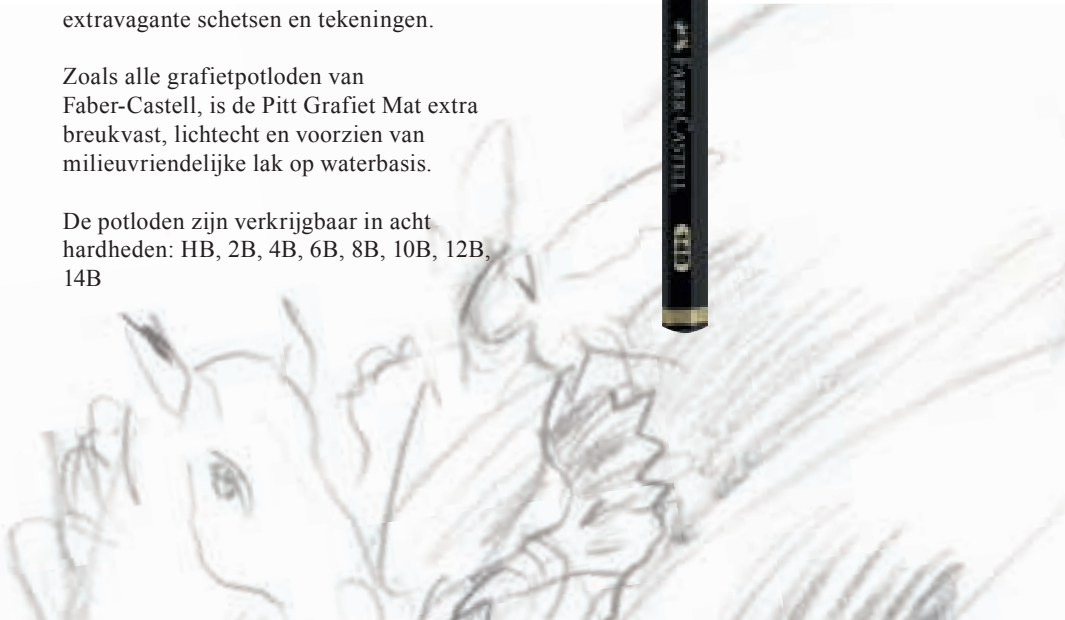 extravagante schetsen en tekeningen.
Zoals alle grafietpotloden van
Faber-Castell, is de Pitt Grafiet Mat extra
breukvast, lichtecht en voorzien van
milieuvriendelijke lak op waterbasis.
De potloden zijn verkrijgbaar in acht
hardheden: HB, 2B, 4B, 6B, 8B, 10B, 12B,
14B
FABER-CASTELL